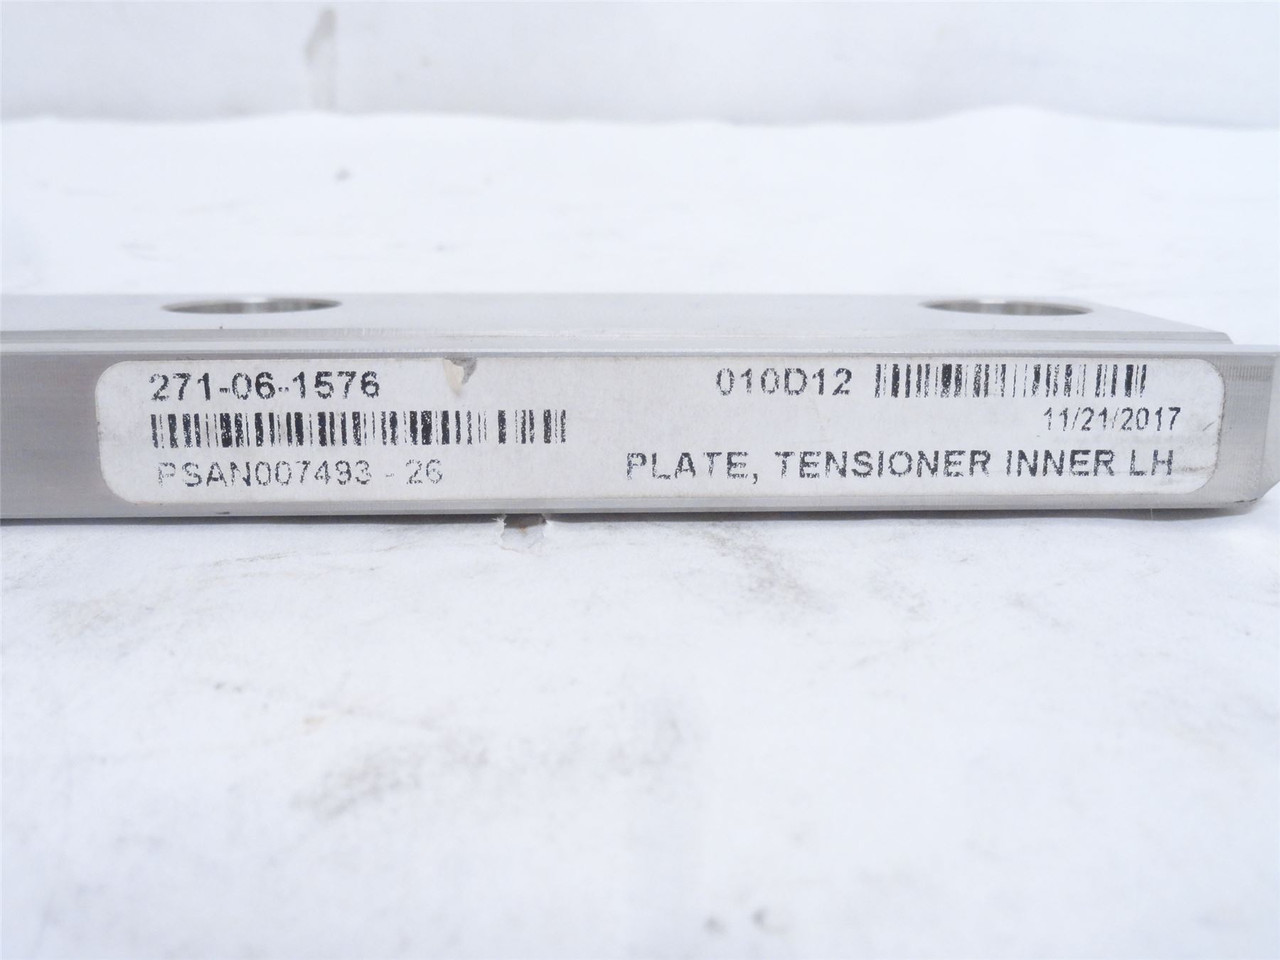 271-06-1576
010D12
11/21/2017
PSAN007493 - 26
PLATE, TENSIONER INNER LH